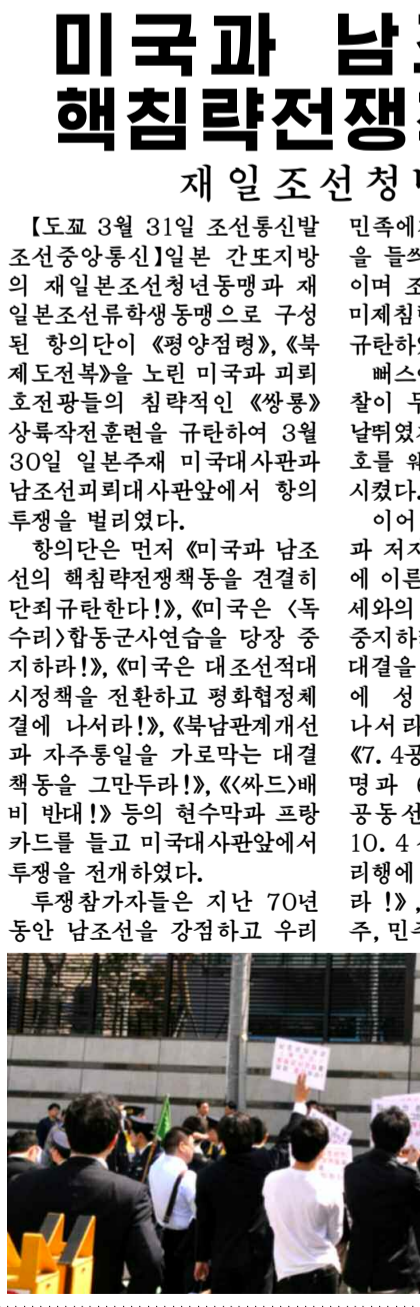 미국과 남
핵침략전쟁
재일조선청
【도꾜 3월 31일 조선통신발
조선중앙통신】일본 간또지방
의 재일본조선청년동맹과 재
일본조선류학생동맹으로 구성
된 항의단이 《평양점령》, 《북
제도전복》을 노린 미국과 괴뢰
호전광들의 침략적인 《쌍룡》
상륙작전훈련을 규탄하여 3월
30일 일본주재 미국대사관과
남조선괴뢰대사관앞에서 항의
투쟁을 벌리였다.
항의단은 먼저 《미국과 남조
선의 핵침략전쟁책동을 견결히
단죄규탄한다!》, 《미국은 〈독
수리〉합동군사연습을 당장 중
지하라!》, 《미국은 대조선적대
시정책을 전환하고 평화협정체
결에 나서라!》, 《북남관계개선
과 자주통일을 가로막는 대결
책동을 그만두라!》, 《〈싸드〉배
비 반대!》 등의 현수막과 프랑
카드를 들고 미국대사관앞에서
투쟁을 전개하였다.
투쟁참가자들은 지난 70년
동안 남조선을 강점하고 우리
민족에
을 들씌
이며 조
미제침
규탄하
뻐스
찰이 무
날뛰였
호를 웨
시켰다.
이어
과 저지
에 이른
세와의
중지하
대결을
에 성
나서라
《7.4공
명과
공동선
10.4
리행에
라!》,
주, 민주